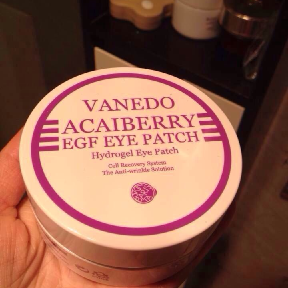 VANEDO
ACAIBERRY
EGF EYE PATCH
Hydrogel Eye Patch
Cell Recovery System
The Anti-wrinkle Solution